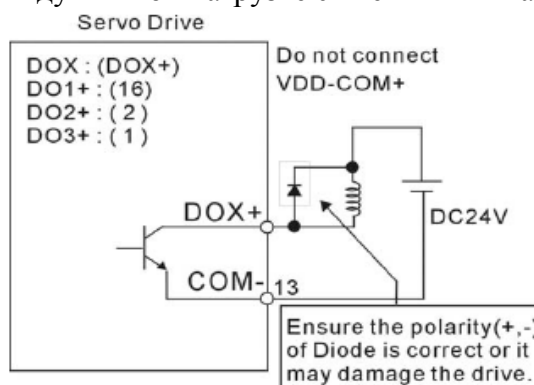 Servo Drive
DOX : (DOX+)
DO1+ : (16)
DO2+ : ( 2 )
DO3+ : ( 1 )
Do not connect
VDD-COM+
DOX+
DC24V
COM- 13
Ensure the polarity(+,-)
of Diode is correct or it
may damage the drive.